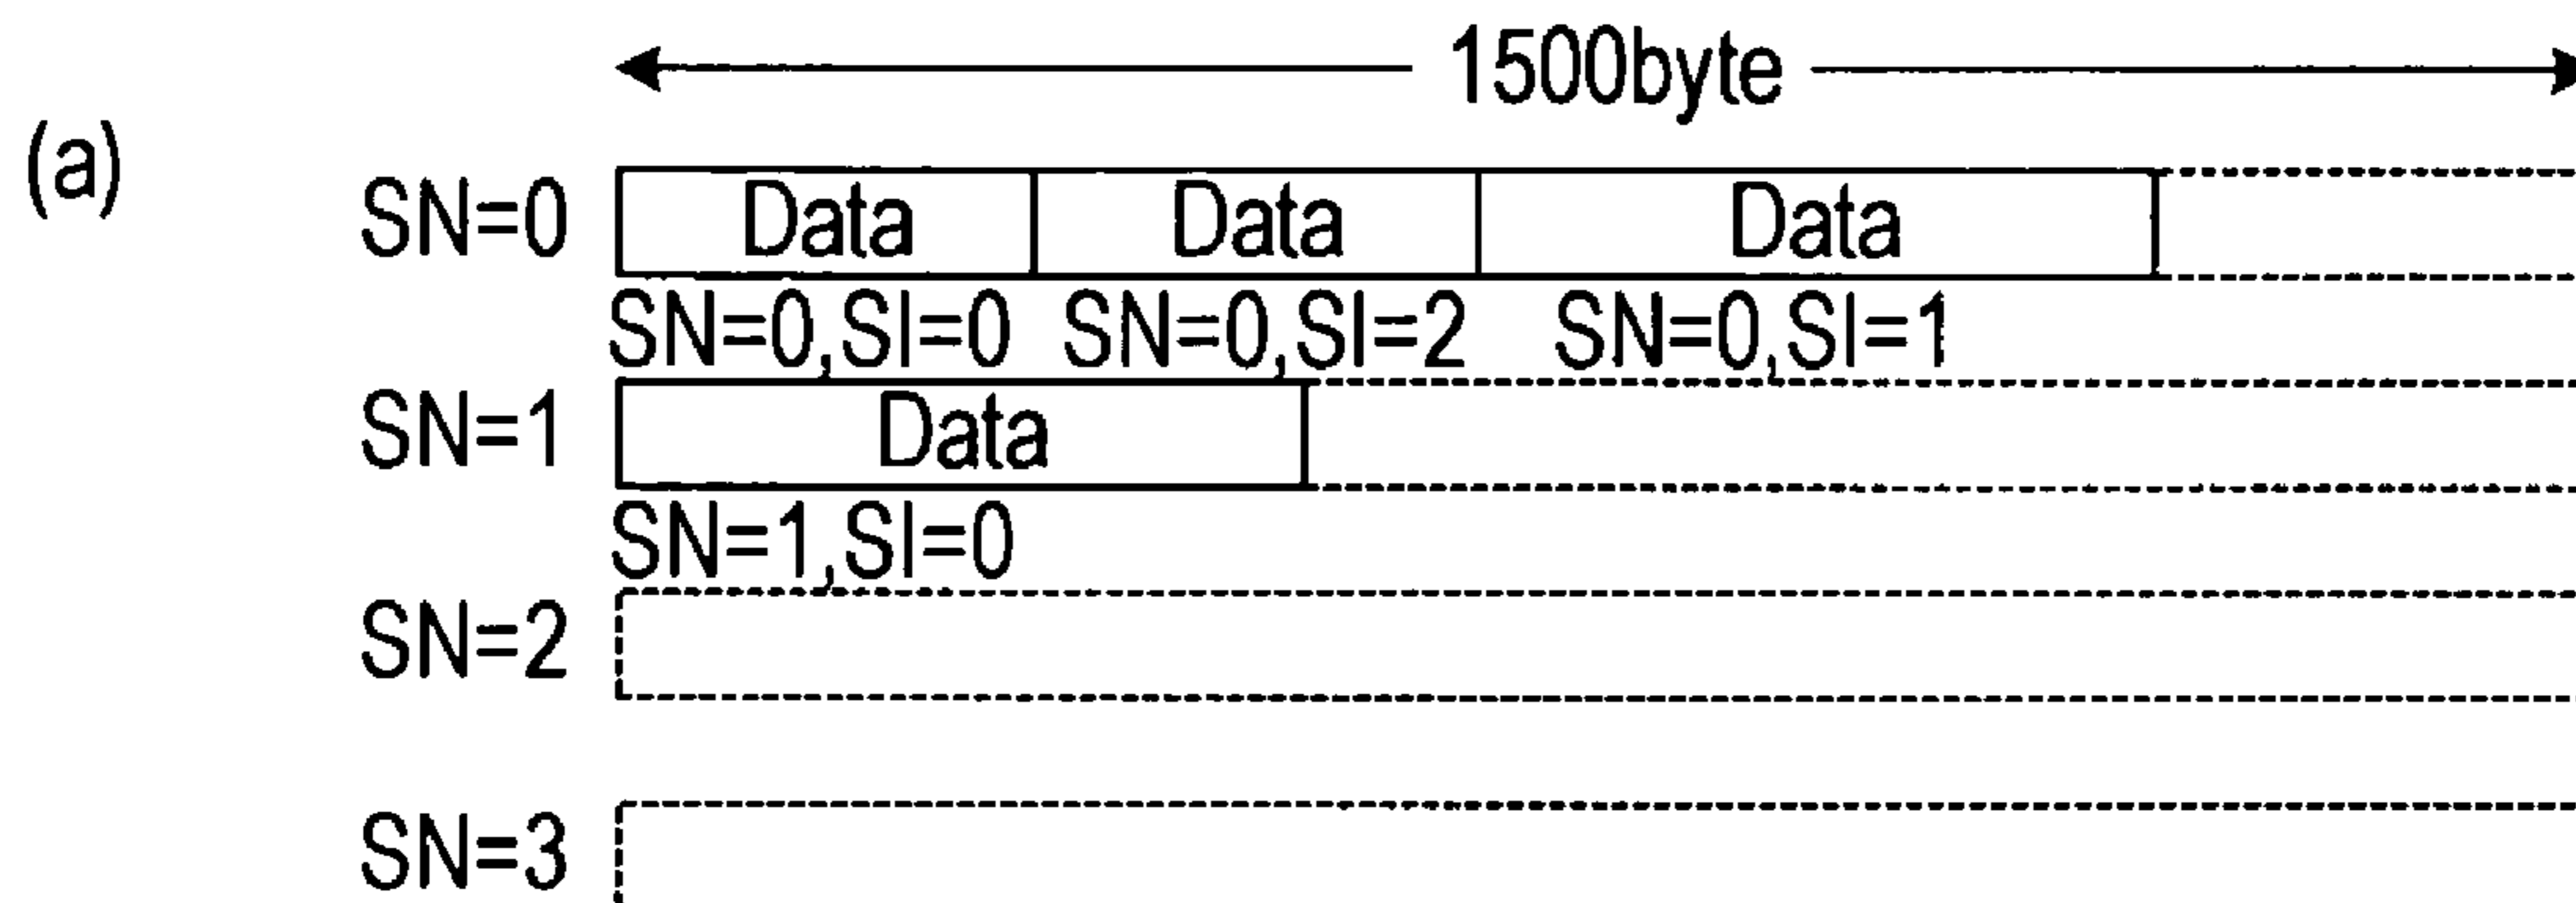 1500byte
(a)
SN=0 Data Data Data
SN=0,SI=0 SN=0,SI=2 SN=0,SI=1
SN=1 Data
SN=1,SI=0
SN=2
SN=3